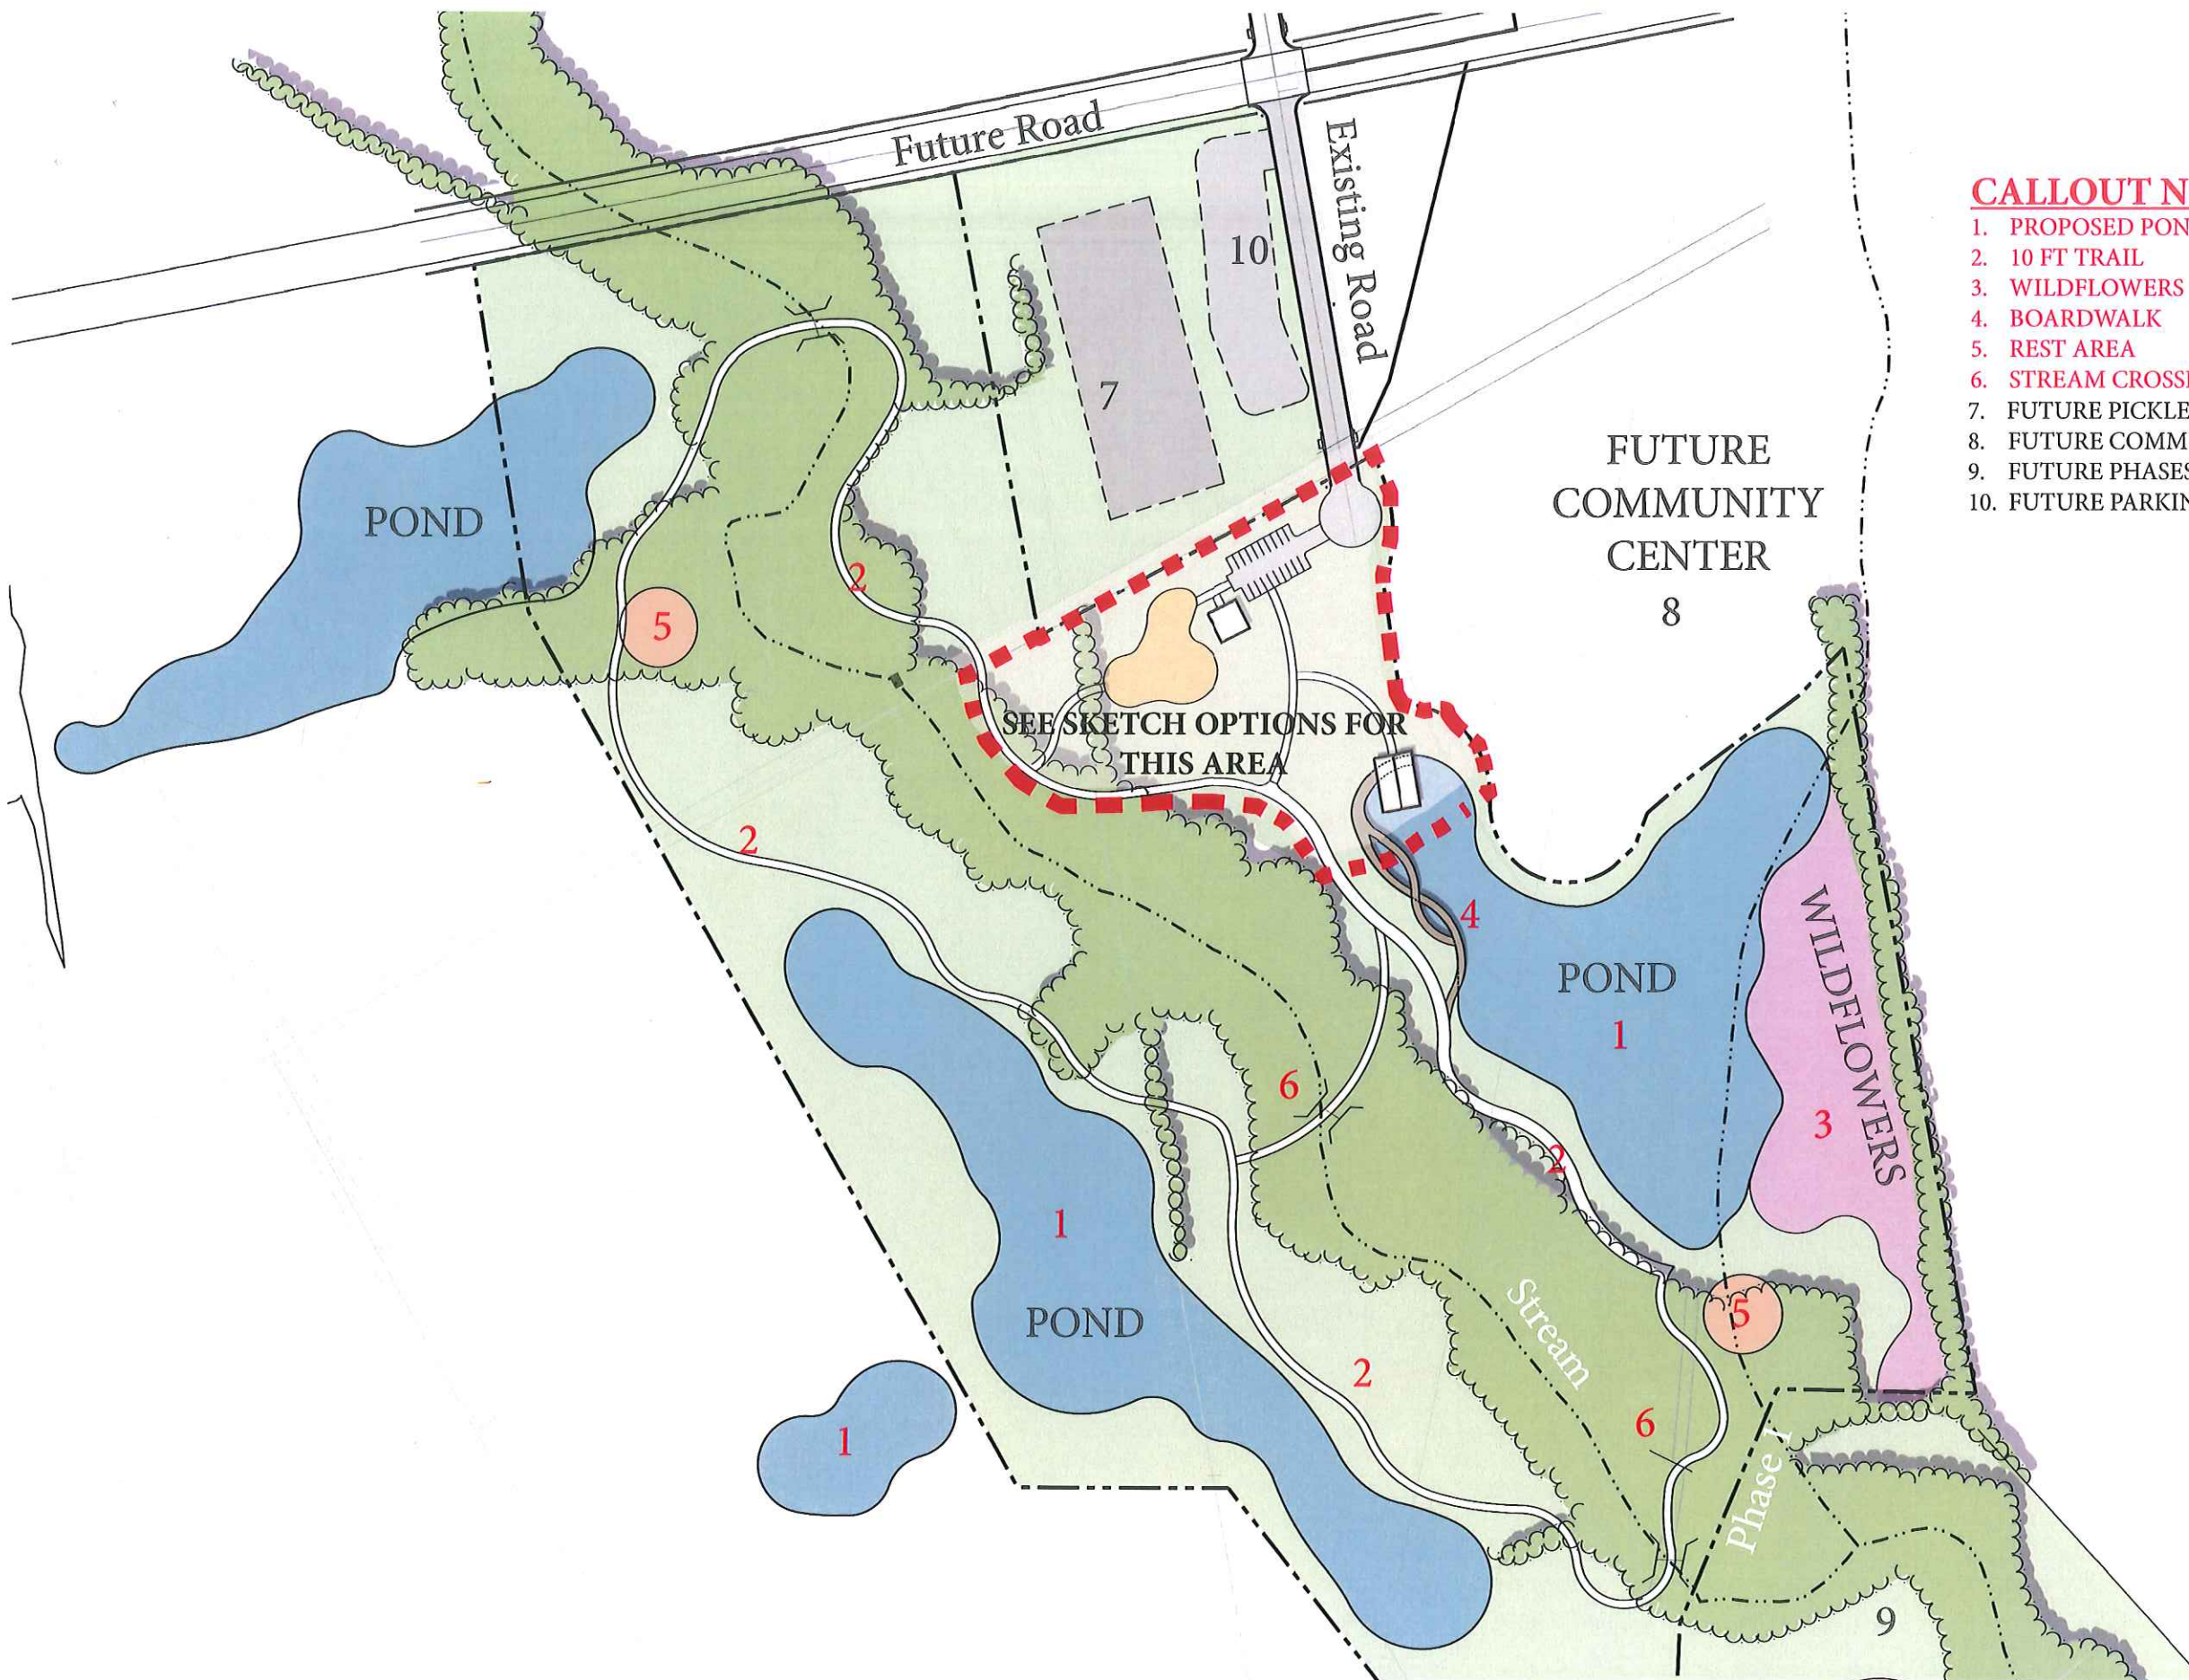 Future Road
Existing Road
10
7
CALLOUT N
1. PROPOSED PON
2. 10 FT TRAIL
3. WILDFLOWERS
4. BOARDWALK
5. REST AREA
6. STREAM CROSS
7. FUTURE PICKLE
8. FUTURE COMM
9. FUTURE PHASES
10. FUTURE PARKIN
FUTURE
COMMUNITY
CENTER
8
POND
2
5
SEE SKETCH OPTIONS FOR
THIS AREA
2
4
POND
1
WILDFLOWERS
3
6
2
1
POND
Stream
5
2
6
1
Phase 1
9